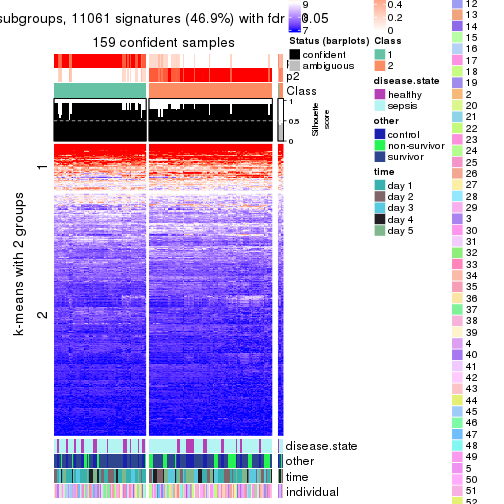 subgroups, 11061 signatures (46.9%) with fdr
159 confident samples
p2
Class
1
0.5
0
Silhouette
score
k-means with 2 groups
1
2
disease.state
other
time
individual
9
9.05
7
Status (barplots)
confident
ambiguous
0.4
0.2
0
Class
1
2
disease.state
healthy
sepsis
other
control
non-survivor
survivor
time
day 1
day 2
day 3
day 4
day 5
12
13
14
15
16
17
18
19
2
20
21
22
23
24
25
26
27
28
29
3
30
31
32
33
34
35
36
37
38
39
4
40
41
42
43
44
45
46
47
48
49
5
50
51
52